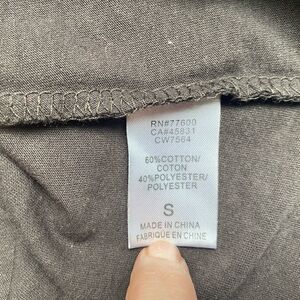 RN#77600
CA#45831
CW7564
60%COTTON/
COTON
40%POLYESTER/
POLYESTER
S
MADE IN CHINA
FABRIQUÉ EN CHINE